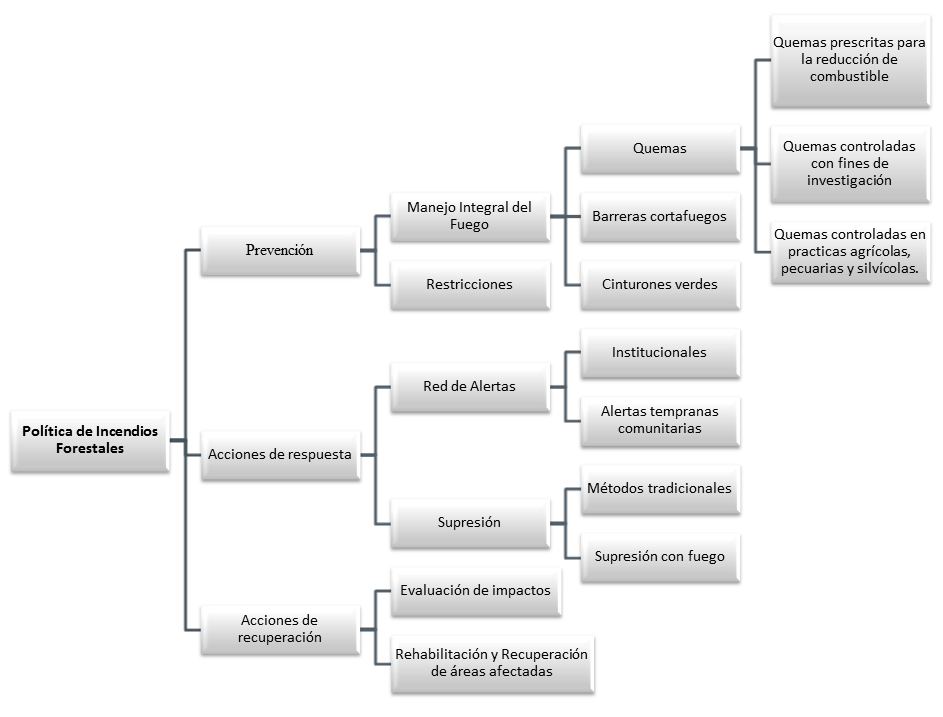 Política de Incendios
Forestales
Prevención
Manejo Integral del
Fuego
Quemas
Quemas prescritas para
la reducción de
combustible
Quemas controladas
con fines de
investigación
Quemas controladas en
practicas agrícolas,
pecuarias y silvícolas.
Barreras cortafuegos
Cinturones verdes
Restricciones
Acciones de respuesta
Red de Alertas
Institucionales
Alertas tempranas
comunitarias
Supresión
Métodos tradicionales
Supresión con fuego
Acciones de
recuperación
Evaluación de impactos
Rehabilitación y Recuperación
de áreas afectadas